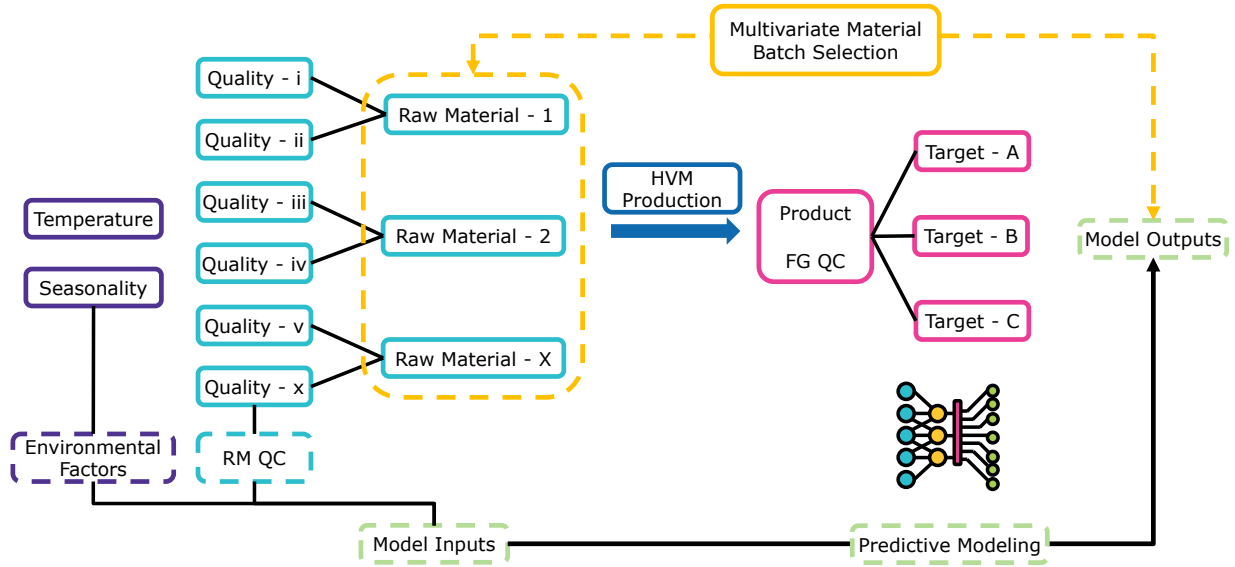 Multivariate Material
Batch Selection
Quality - i
Quality - ii
Raw Material - 1
Quality - iii
Quality - iv
Raw Material - 2
Quality - v
Quality - x
Raw Material - X
Temperature
Seasonality
Environmental
Factors
RM QC
HVM
Production
Product
FG QC
Target - A
Target - B
Target - C
Model Outputs
Model Inputs
Predictive Modeling